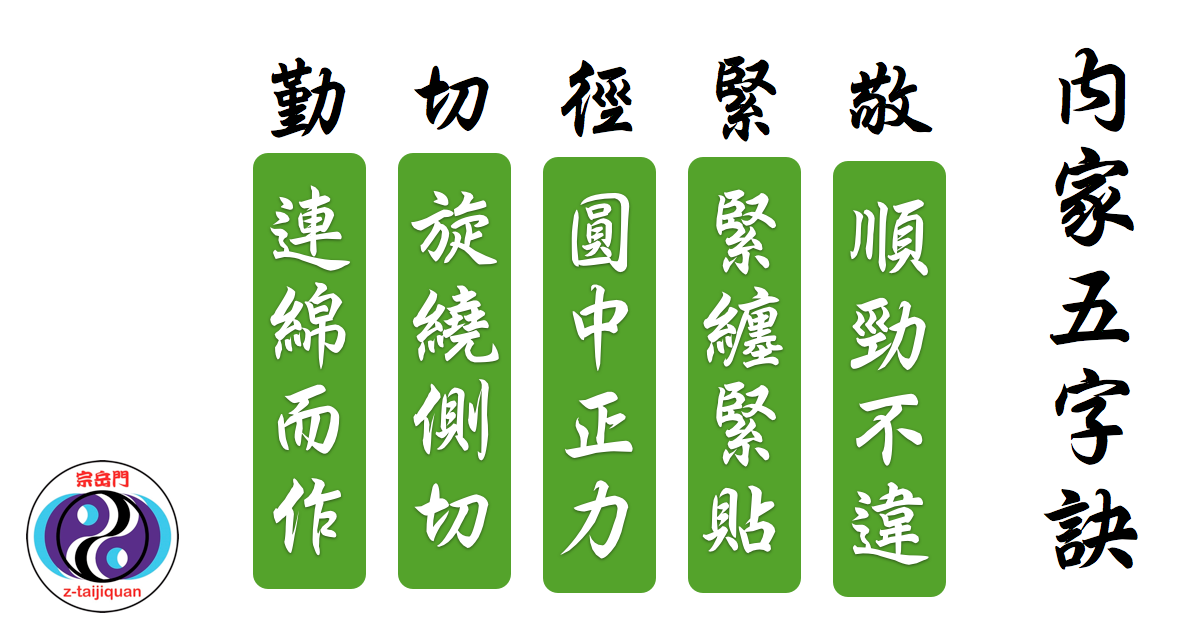 內家五字訣
敬
順勁不違
緊
緊纏緊貼
徑
圓中正力
切
旋繞側切
勤
連綿而作
宗岳門
z-taijiquan